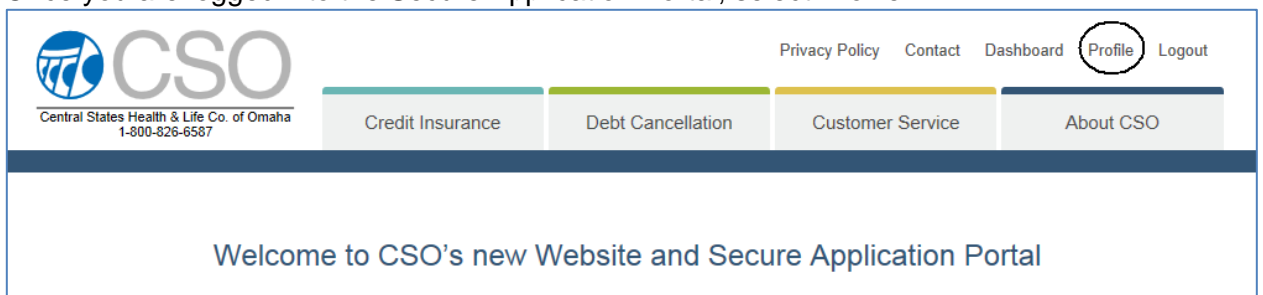 CSO
Central States Health & Life Co. of Omaha
1-800-826-6587
Privacy Policy Contact Dashboard Profile Logout
Credit Insurance Debt Cancellation Customer Service About CSO
Welcome to CSO's new Website and Secure Application Portal